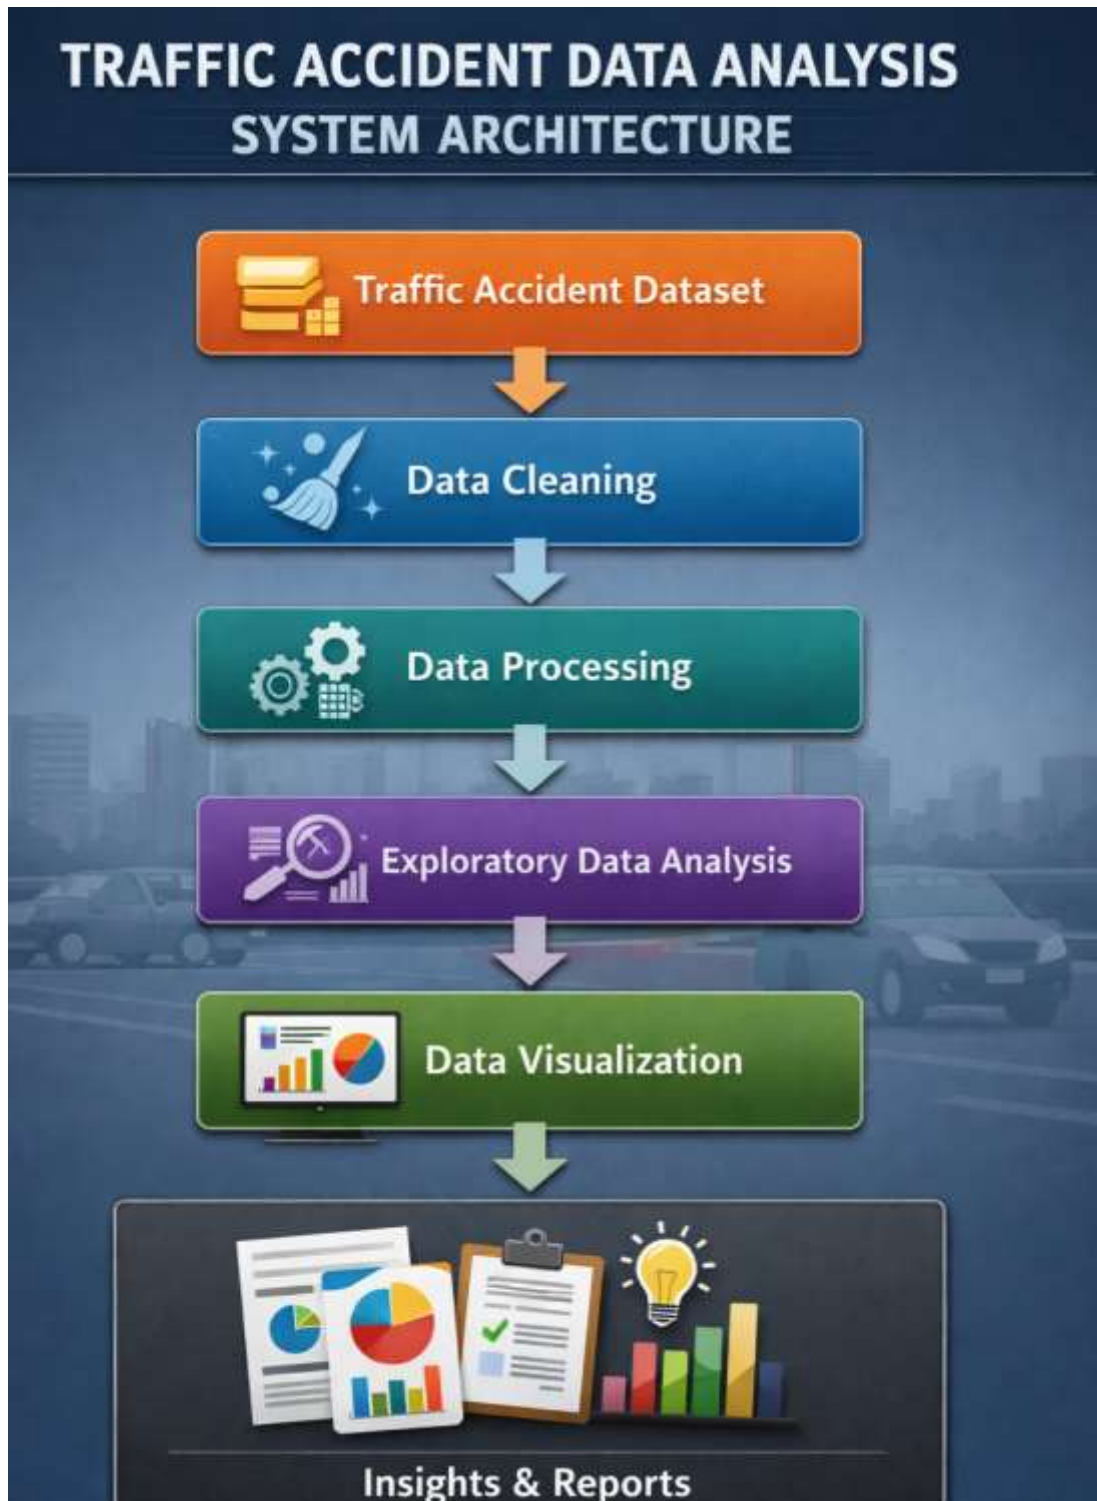 TRAFFIC ACCIDENT DATA ANALYSIS
SYSTEM ARCHITECTURE
Traffic Accident Dataset
Data Cleaning
Data Processing
Exploratory Data Analysis
Data Visualization
Insights & Reports